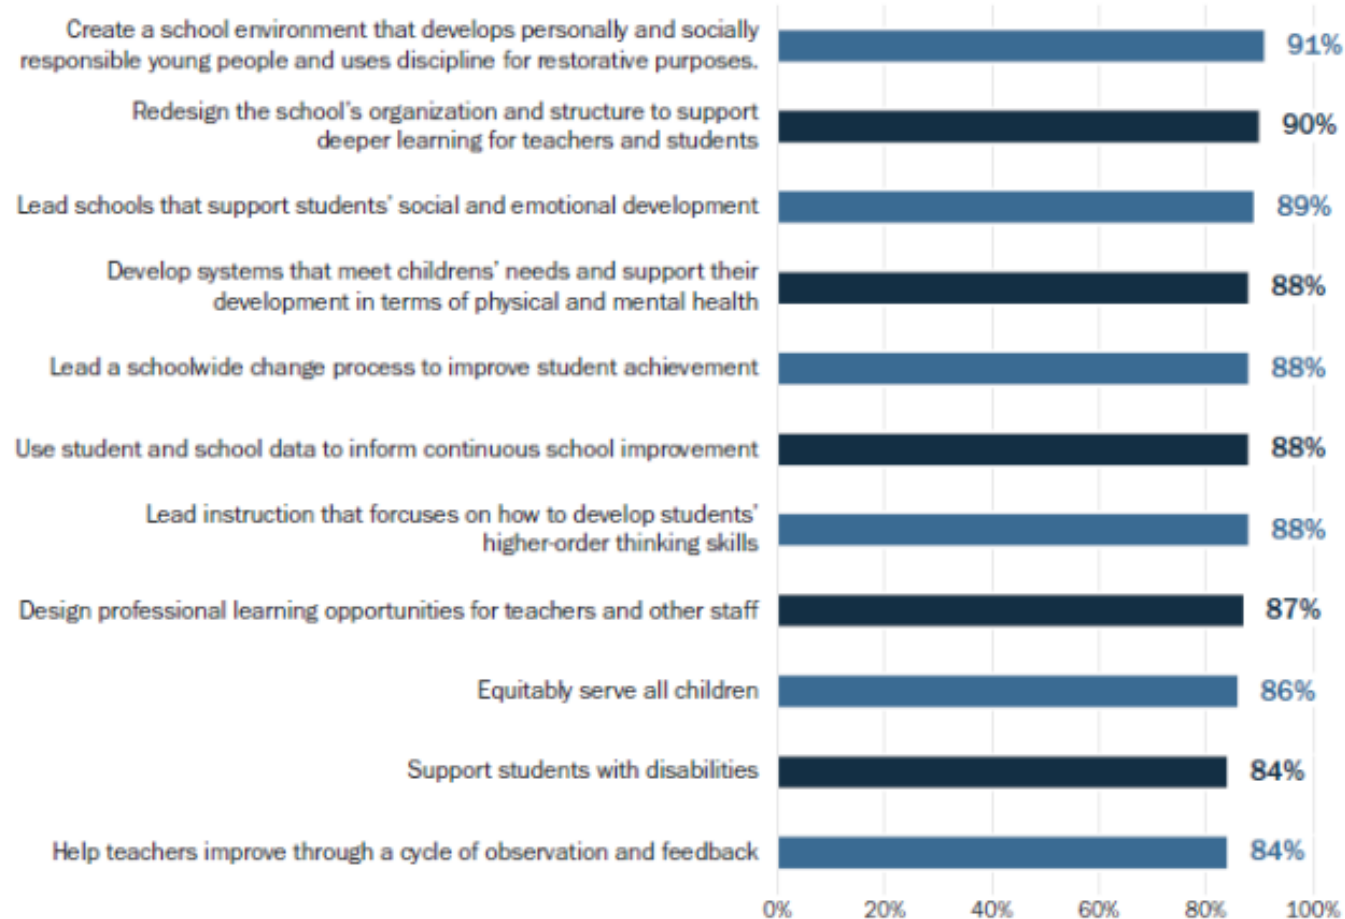 Create a school environment that develops personally and socially
responsible young people and uses discipline for restorative purposes.
91%
Redesign the school's organization and structure to support
deeper learning for teachers and students
90%
Lead schools that support students' social and emotional development
89%
Develop systems that meet childrens' needs and support their
development in terms of physical and mental health
88%
Lead a schoolwide change process to improve student achievement
88%
Use student and school data to inform continuous school improvement
88%
Lead instruction that forcuses on how to develop students'
higher-order thinking skills
88%
Design professional learning opportunities for teachers and other staff
87%
Equitably serve all children
86%
Support students with disabilities
84%
Help teachers improve through a cycle of observation and feedback
84%
0% 20% 40% 60% 80% 100%